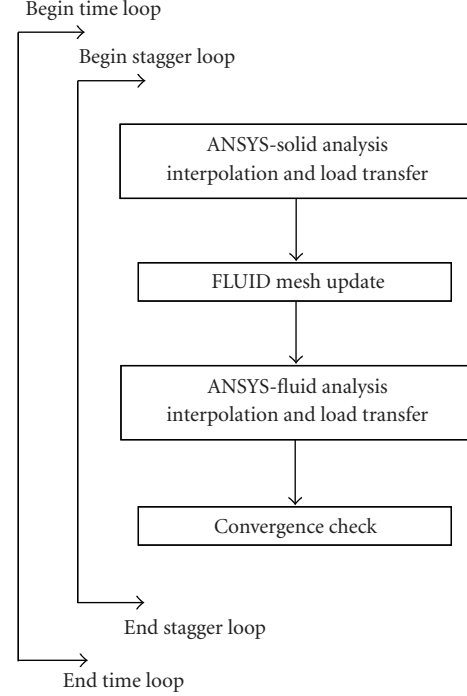 Begin time loop
Begin stagger loop
ANSYS-solid analysis
interpolation and load transfer
FLUID mesh update
ANSYS-fluid analysis
interpolation and load transfer
Convergence check
End stagger loop
End time loop